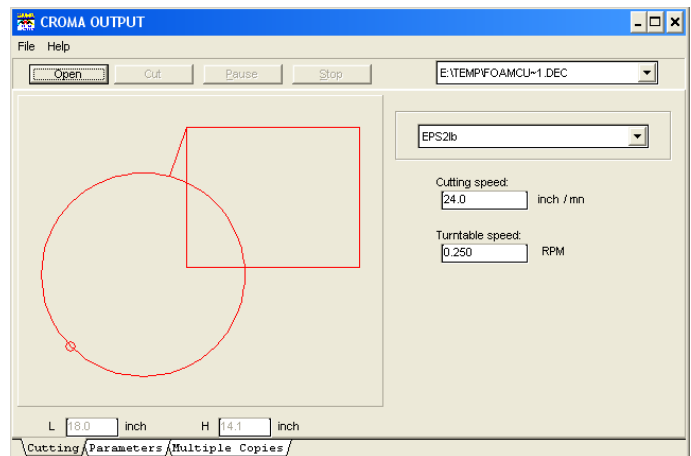 CROMA OUTPUT
File Help
Open Cut Pause Stop E:\TEMP\FOAMCU~1.DEC
EPS2lb
Cutting speed:
24.0 inch / mn
Turntable speed:
0.250 RPM
L 18.0 inch H 14.1 inch
Cutting Parameters Multiple Copies